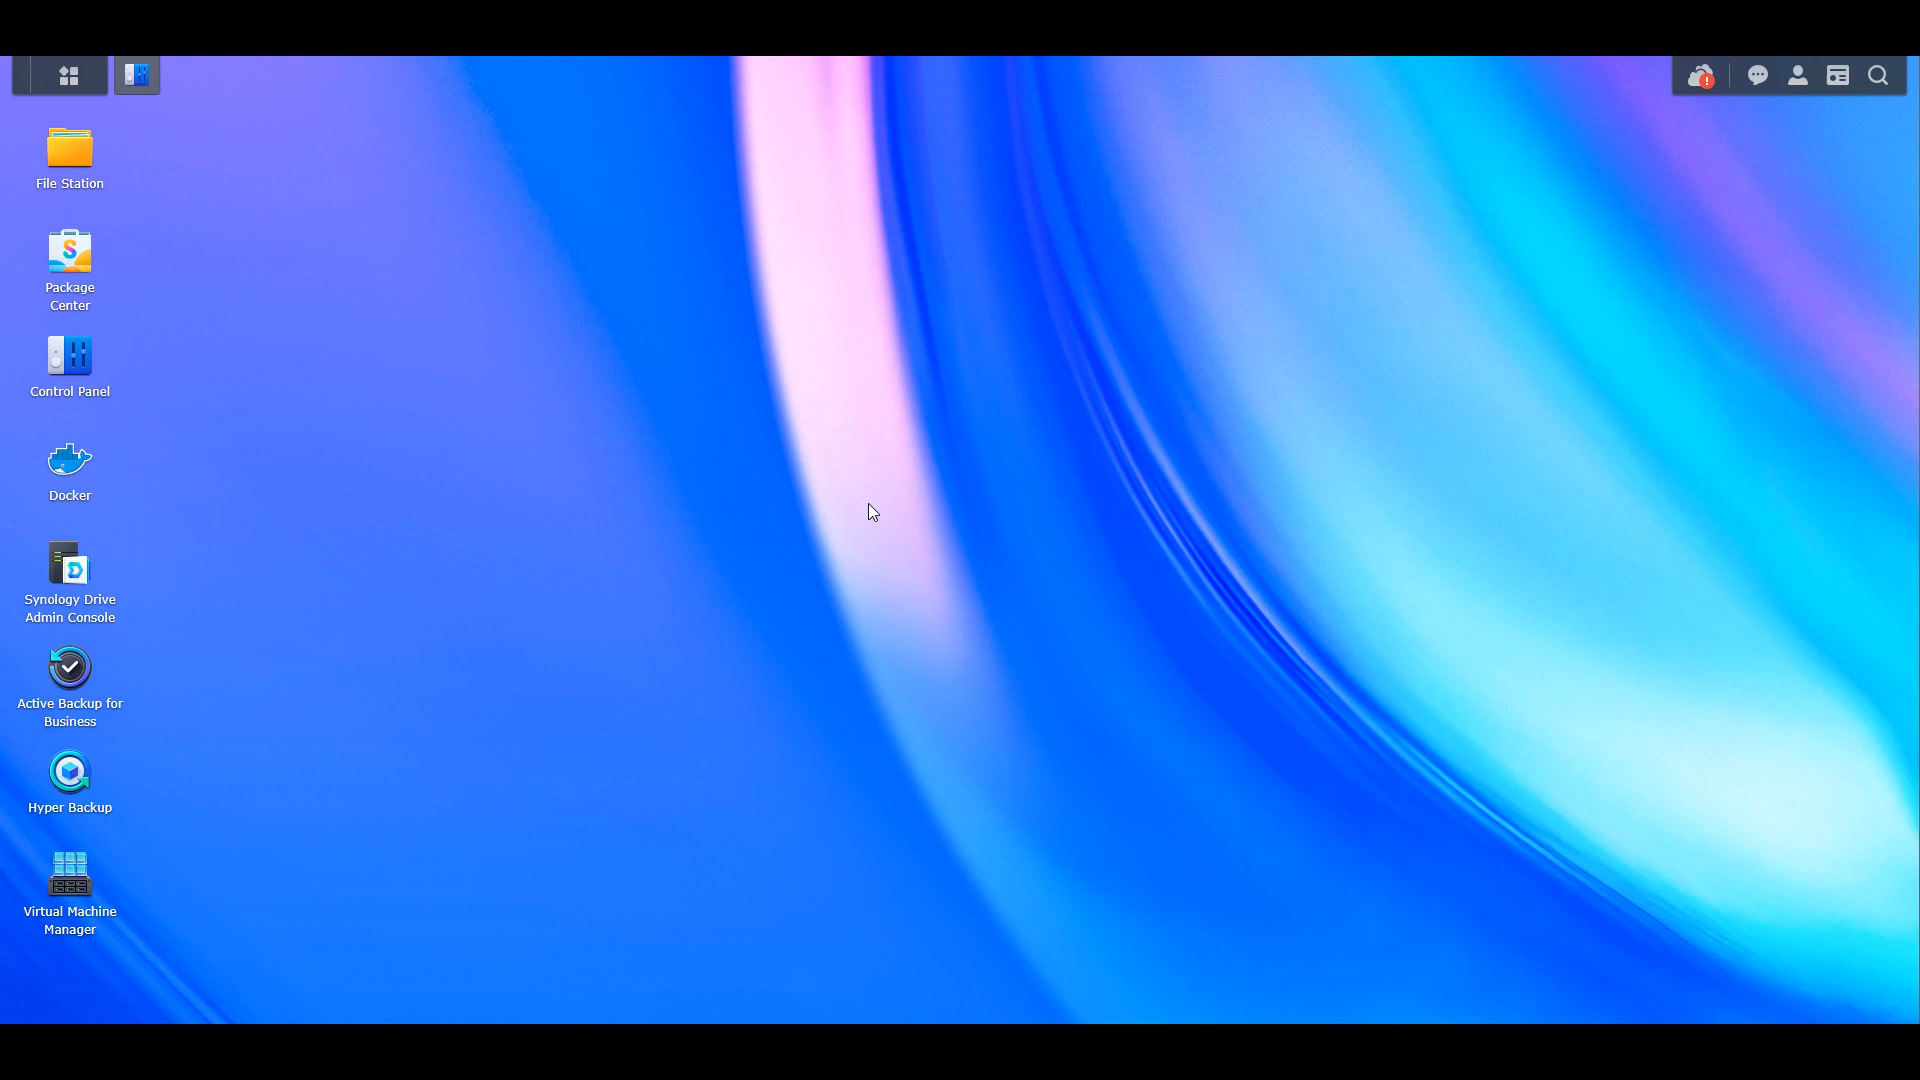 File Station
Package
Center
Control Panel
Docker
Synology Drive
Admin Console
Active Backup for
Business
Hyper Backup
Virtual Machine
Manager